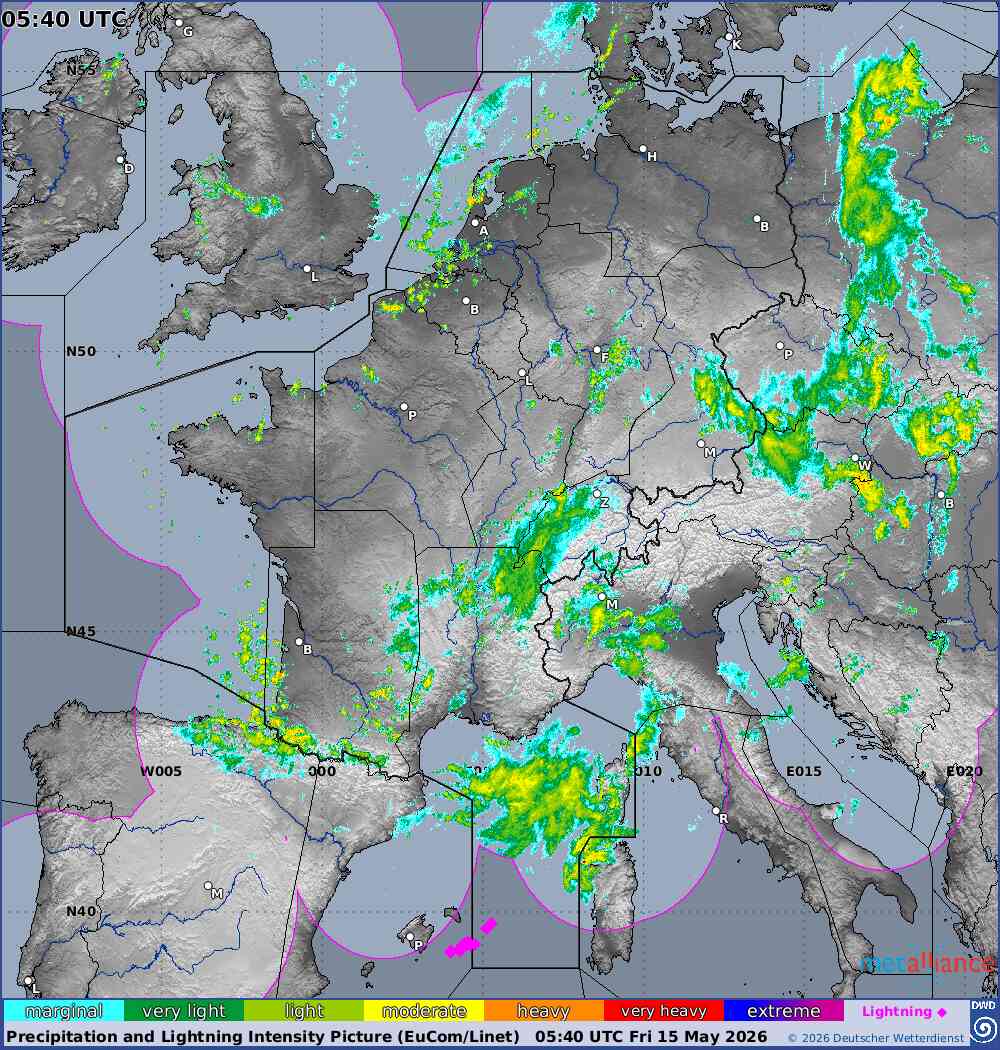 05:40 UTC
G
K
N55
D
H
A
B
L
B
N50
P
F
L
P
M
W
Z
B
M
N45
B
W005
000
010
E015
E020
R
M
N40
P
metalliance
L
marginal very light light moderate heavy very heavy extreme Lightning ◆ DWD
Precipitation and Lightning Intensity Picture (EuCom/Linet) 05:40 UTC Fri 15 May 2026 © 2026 Deutscher Wetterdienst